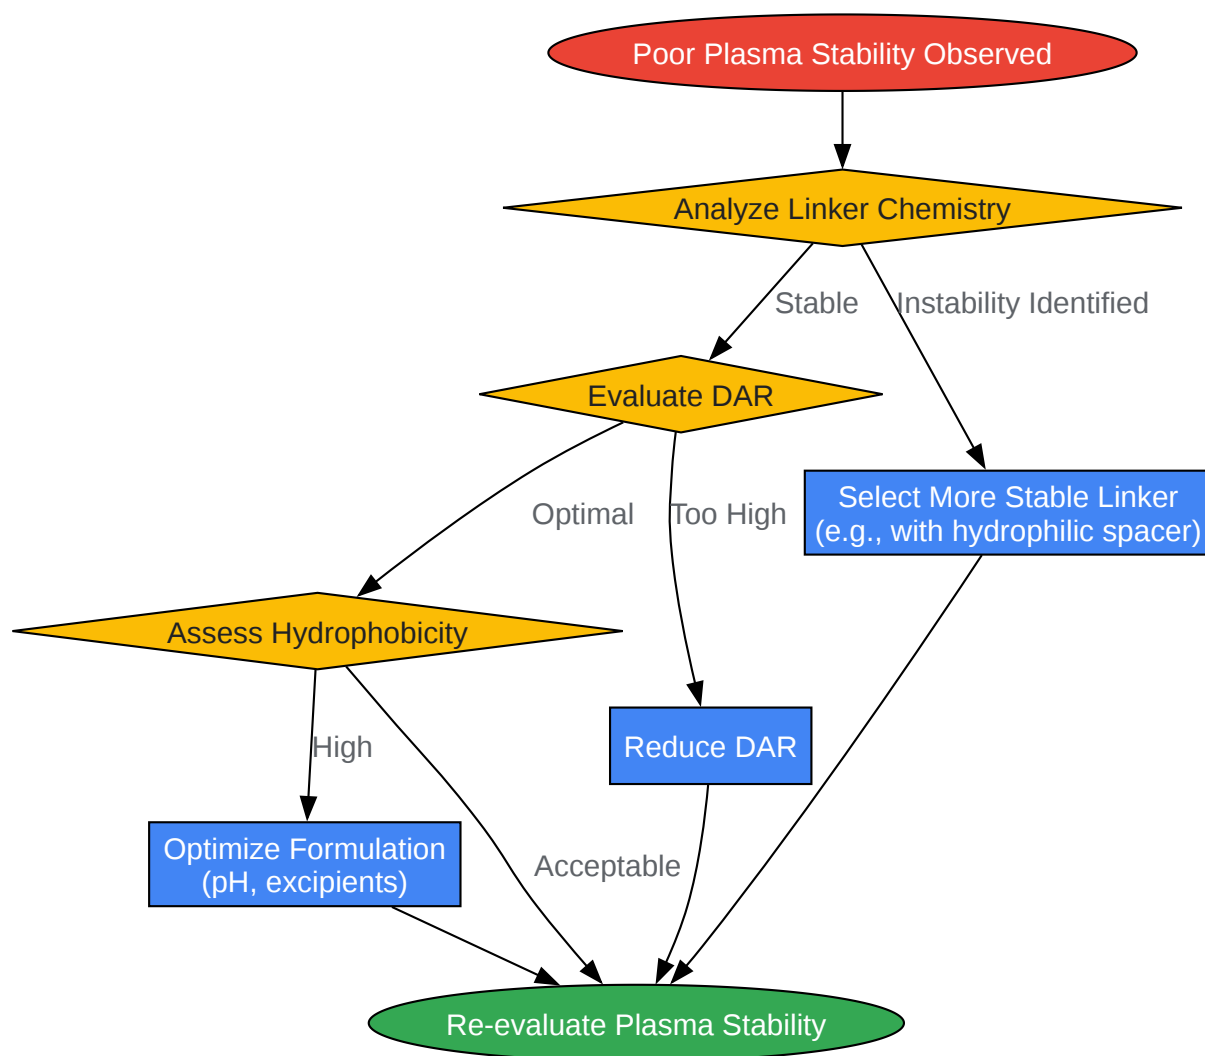 Poor Plasma Stability Observed
Analyze Linker Chemistry
Stable
Instability Identified
Evaluate DAR
Optimal
Too High
Select More Stable Linker
(e.g., with hydrophilic spacer)
Assess Hydrophobicity
High
Reduce DAR
Optimize Formulation
(pH, excipients)
Acceptable
Re-evaluate Plasma Stability